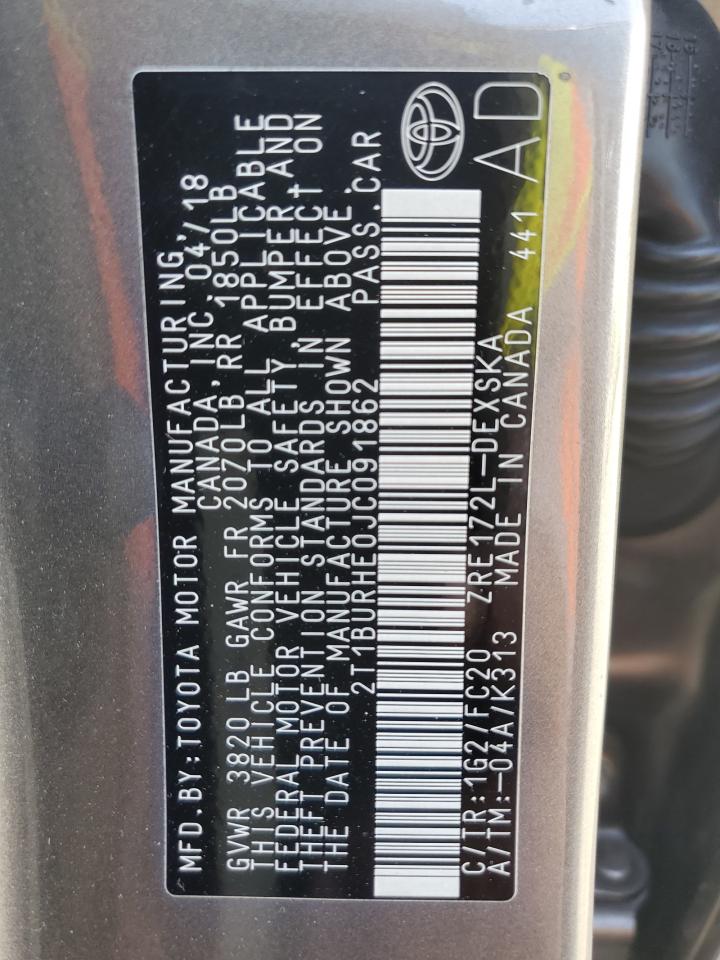 MFD.BY:TOYOTA MOTOR MANUFACTURING,
CANADA, INC. 04/18
GVWR 3820LB GAWR FR 2070LB RR 1850LB
THIS VEHICLE CONFORMS TO ALL APPLICABLE
FEDERAL MOTOR VEHICLE SAFETY, BUMPER, AND
THEFT PREVENTION STANDARDS IN EFFECT ON
THE DATE OF MANUFACTURE SHOWN ABOVE.
2T1BURHE0JC091862 PASS.CAR
C/TR:1G2/FC20 ZRE172L-DEXSKA
A/TM:-04A/K313 MADE IN CANADA 441
AD